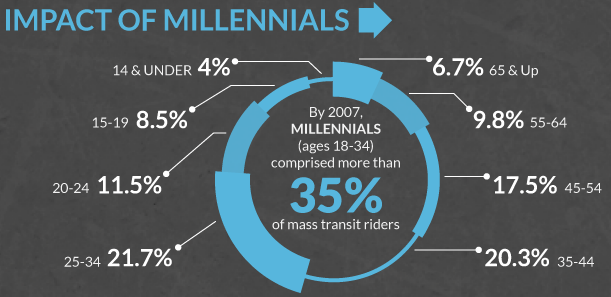 IMPACT OF MILLENNIALS
14 & UNDER 4%
6.7% 65 & Up
15-19 8.5%
9.8% 55-64
By 2007,
MILLENNIALS
(ages 18-34)
comprised more than
35%
of mass transit riders
20-24 11.5%
17.5% 45-54
25-34 21.7%
20.3% 35-44